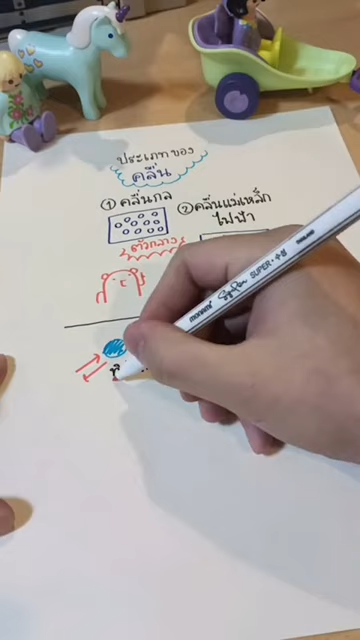 ประเภทของ
คลื่น
① คลื่นกล
② คลื่นแม่เหล็ก
ไฟฟ้า
ตัวกลาง
SUPER